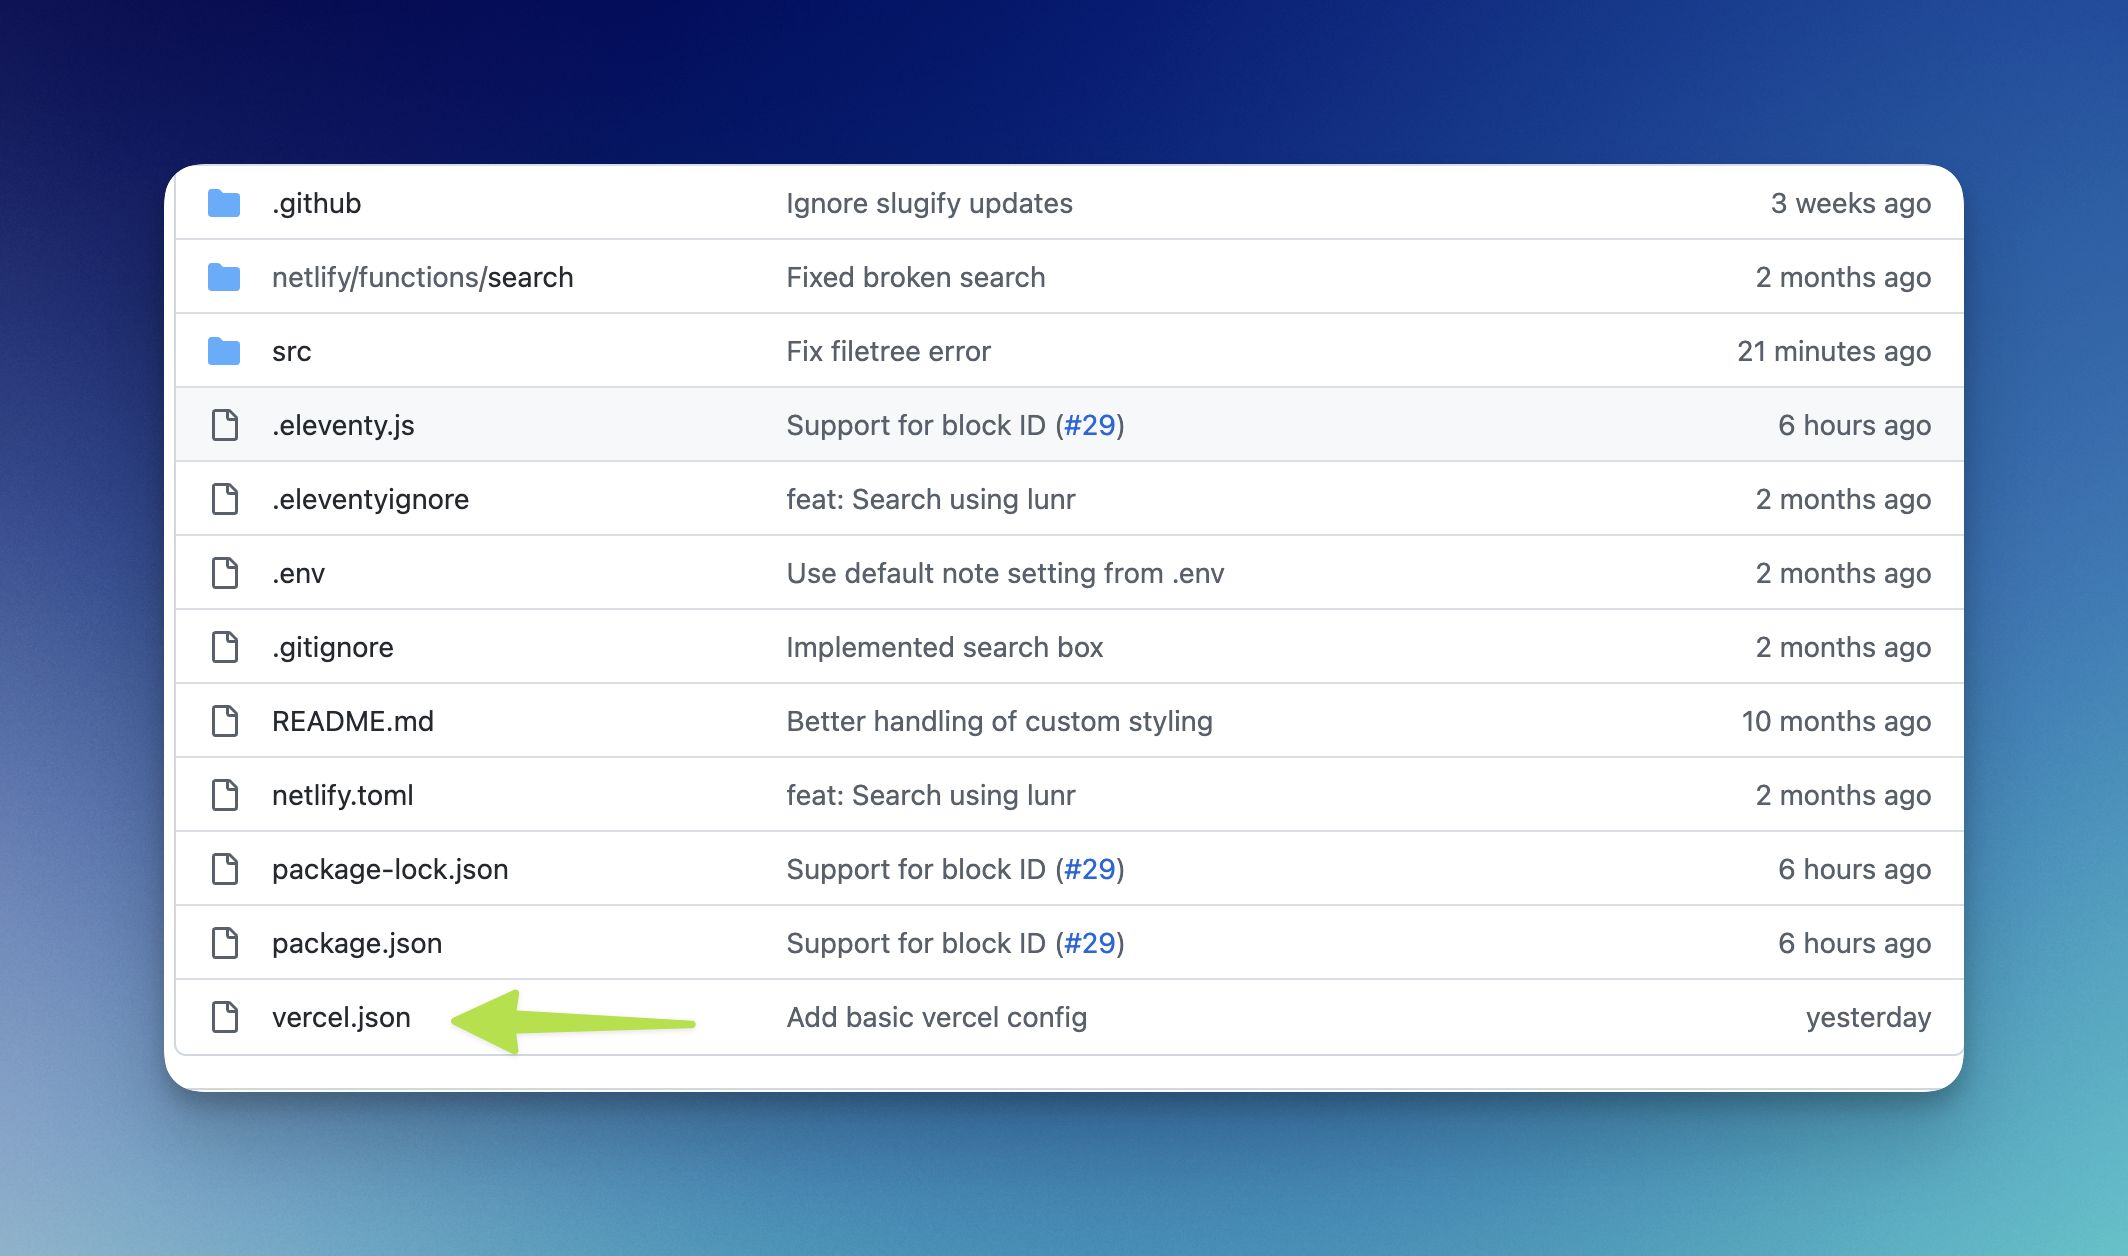 .github Ignore slugify updates 3 weeks ago
netlify/functions/search Fixed broken search 2 months ago
src Fix filetree error 21 minutes ago
.eleventy.js Support for block ID (#29) 6 hours ago
.eleventyignore feat: Search using lunr 2 months ago
.env Use default note setting from .env 2 months ago
.gitignore Implemented search box 2 months ago
README.md Better handling of custom styling 10 months ago
netlify.toml feat: Search using lunr 2 months ago
package-lock.json Support for block ID (#29) 6 hours ago
package.json Support for block ID (#29) 6 hours ago
vercel.json Add basic vercel config yesterday